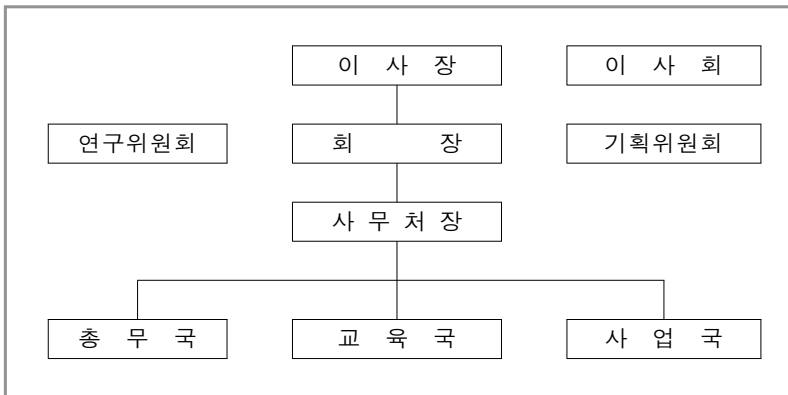 이 사 장 이 사 회
연구위원회 회 장 기획위원회
사 무 처 장
총 무 국 교 육 국 사 업 국